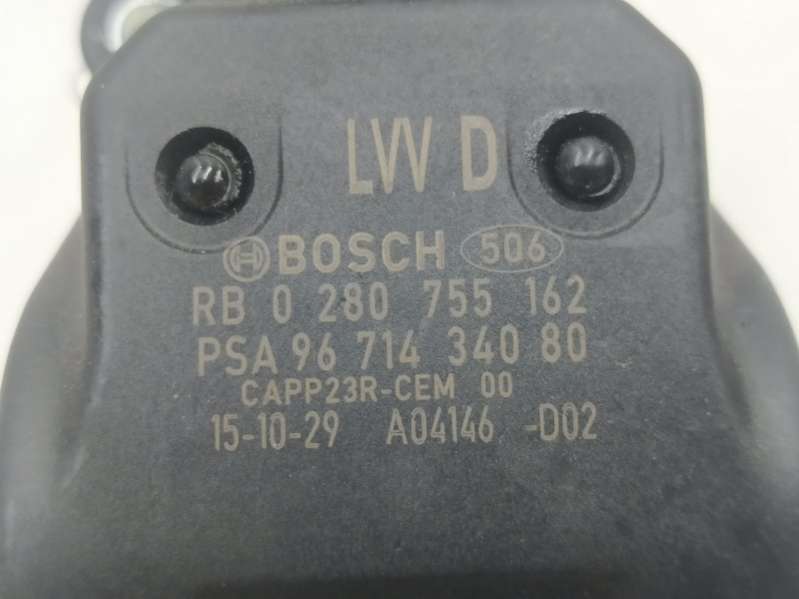 LVV D
BOSCH 506
RB 0 280 755 162
PSA 96 714 340 80
CAPP23R-CEM 00
15-10-29 A04146 -D02